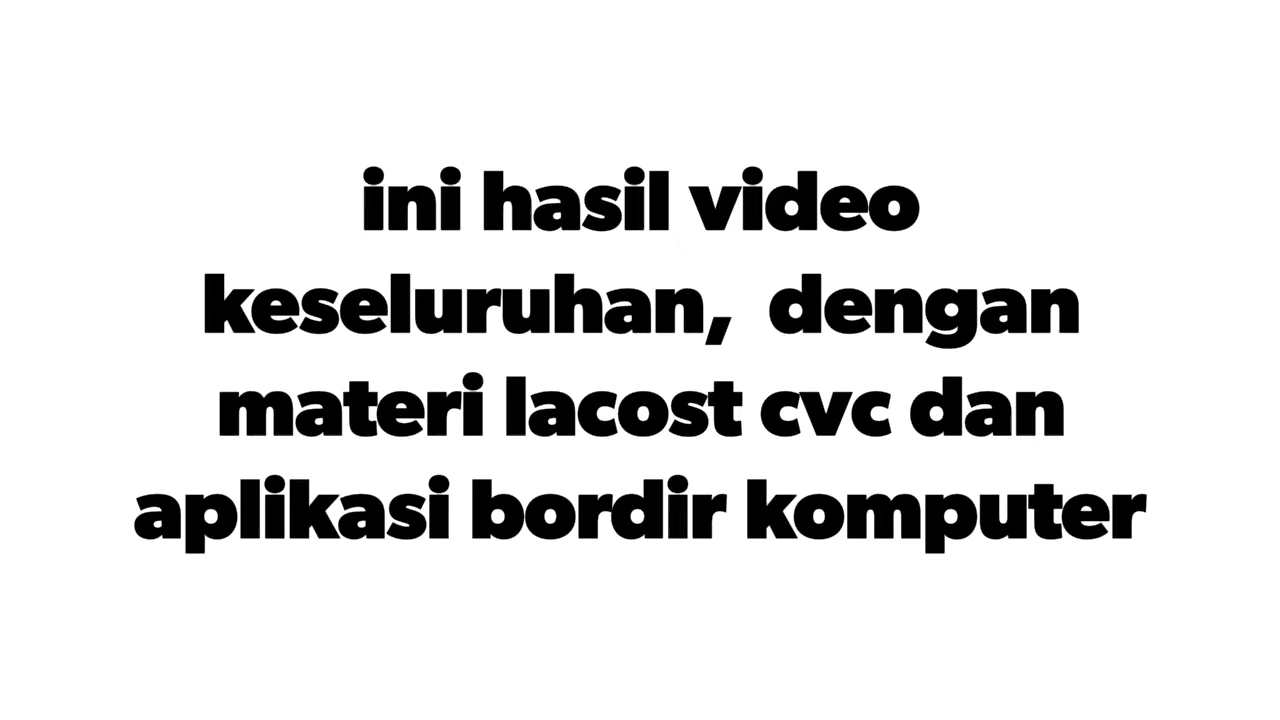 ini hasil video
keseluruhan, dengan
materi lacost cvc dan
aplikasi bordir komputer